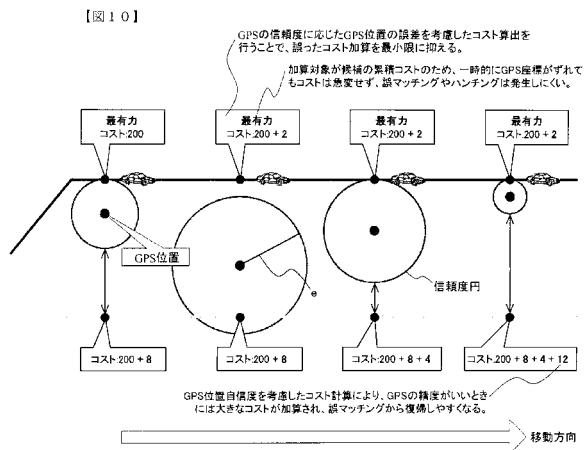 【図10】
GPSの信頼度に応じたGPS位置の誤差を考慮したコスト算出を
行うことで、誤ったコスト加算を最小限に抑える。
加算対象が候補の累積コストのため、一時的にGPS座標がずれて
もコストは急変せず、誤マッチングやハンチングは発生しにくい。
最有力
コスト:200
最有力
コスト:200+2
最有力
コスト:200+2
最有力
コスト:200+2
GPS位置
e
信頼度円
コスト:200+8
コスト:200+8
コスト:200+8+4
コスト:200+8+4+12
GPS位置自信度を考慮したコスト計算により、GPSの精度がいいとき
には大きなコストが加算され、誤マッチングから復帰しやすくなる。
移動方向